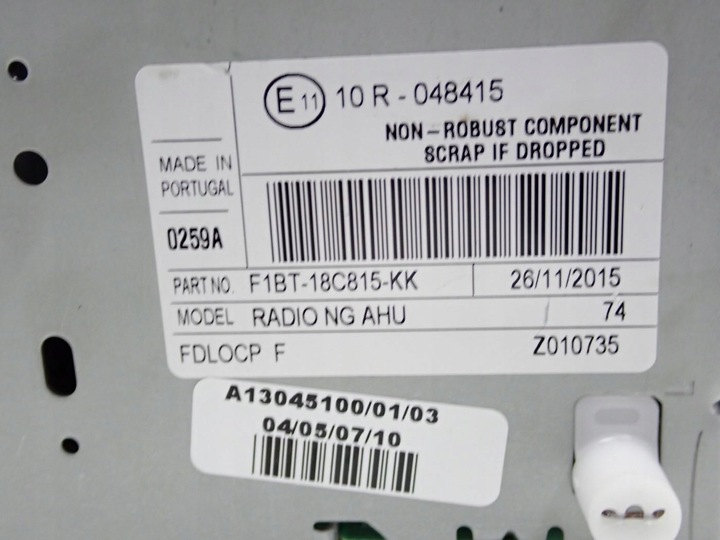 E11 10 R - 048415
NON-ROBUST COMPONENT
SCRAP IF DROPPED
MADE IN
PORTUGAL
0259A
PART NO. F1BT-18C815-KK 26/11/2015
MODEL RADIO NG AHU 74
FDLOCP F Z010735
A13045100/01/03
04/05/07/10